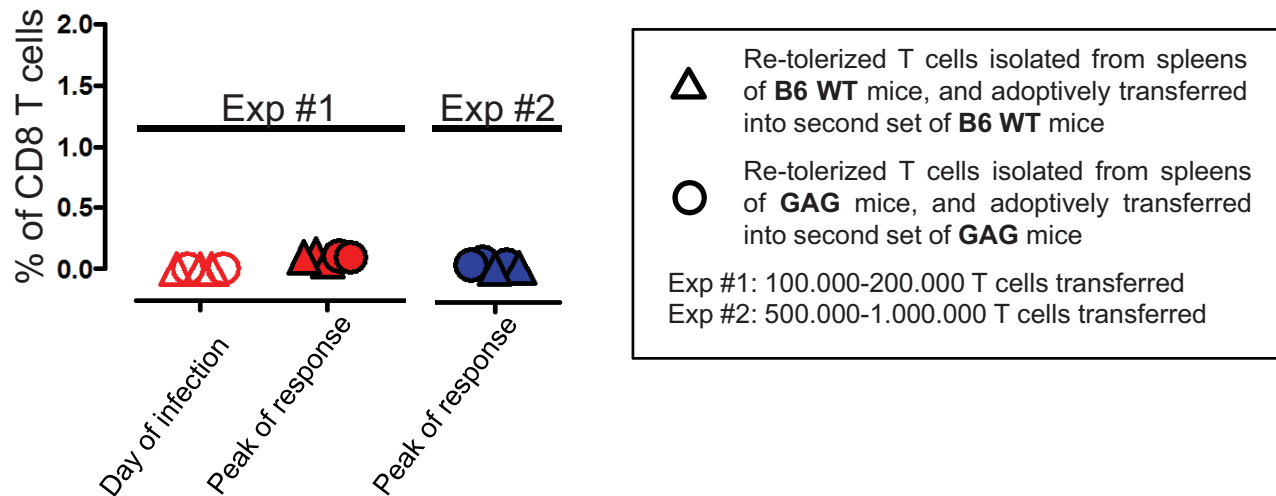 2.0
1.5
1.0
0.5
0.0
% of CD8 T cells
Exp #1
Exp #2
Day of infection
Peak of response
Peak of response
Re-tolerized T cells isolated from spleens
of B6 WT mice, and adoptively transferred
into second set of B6 WT mice
Re-tolerized T cells isolated from spleens
of GAG mice, and adoptively transferred
into second set of GAG mice
Exp #1: 100.000-200.000 T cells transferred
Exp #2: 500.000-1.000.000 T cells transferred